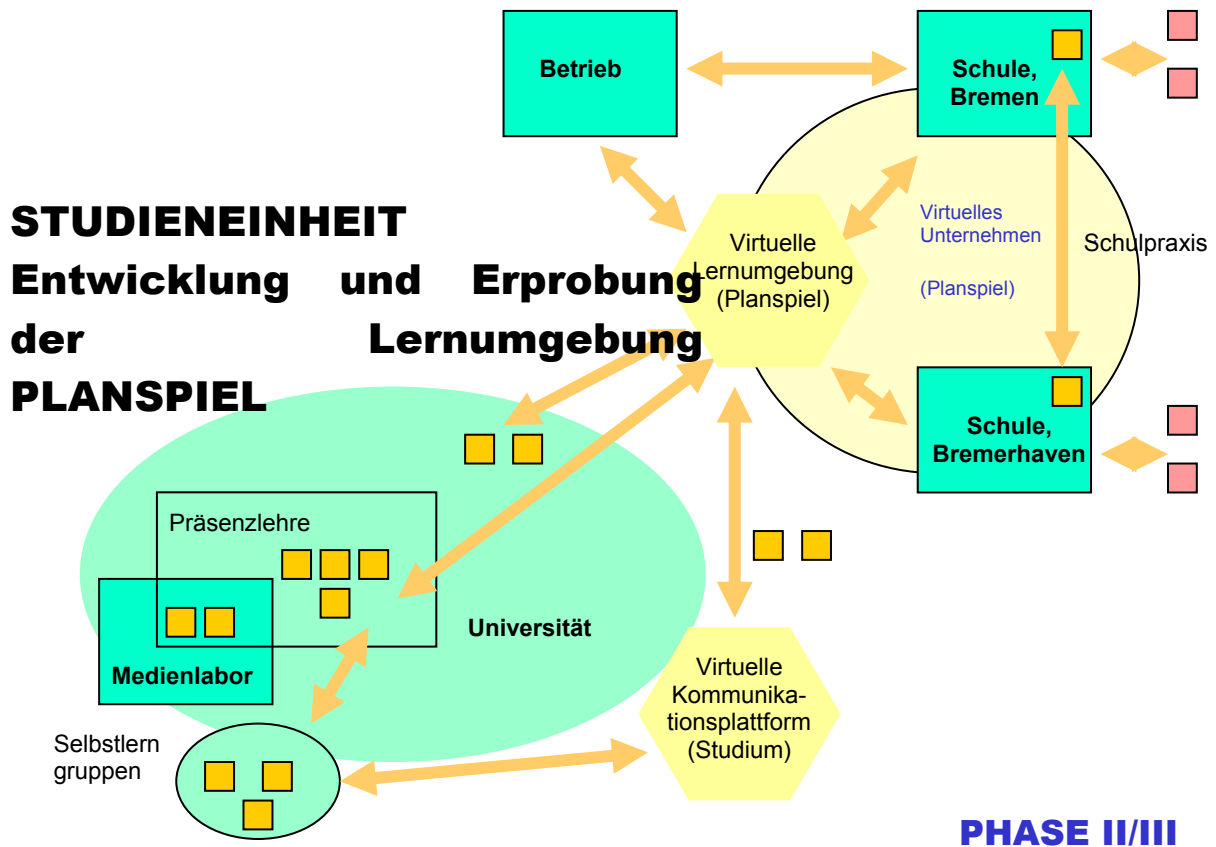 Betrieb
Schule,
Bremen
STUDIENEINHEIT
Entwicklung und Erprobung
der Lernumgebung
PLANSPIEL
Virtuelle
Lernumgebung
(Planspiel)
Virtuelles
Unternehmen
(Planspiel)
Schulpraxis
Schule,
Bremerhaven
Präsenzlehre
Universität
Medienlabor
Virtuelle
Kommunika-
tionsplattform
(Studium)
Selbstlern
gruppen
PHASE II/III